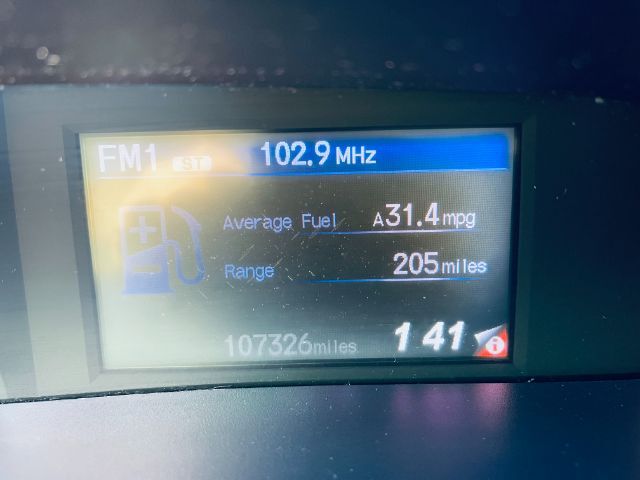 FM1 ST 102.9 MHz
Average Fuel A31.4 mpg
Range 205 miles
107326 miles 1 41 i